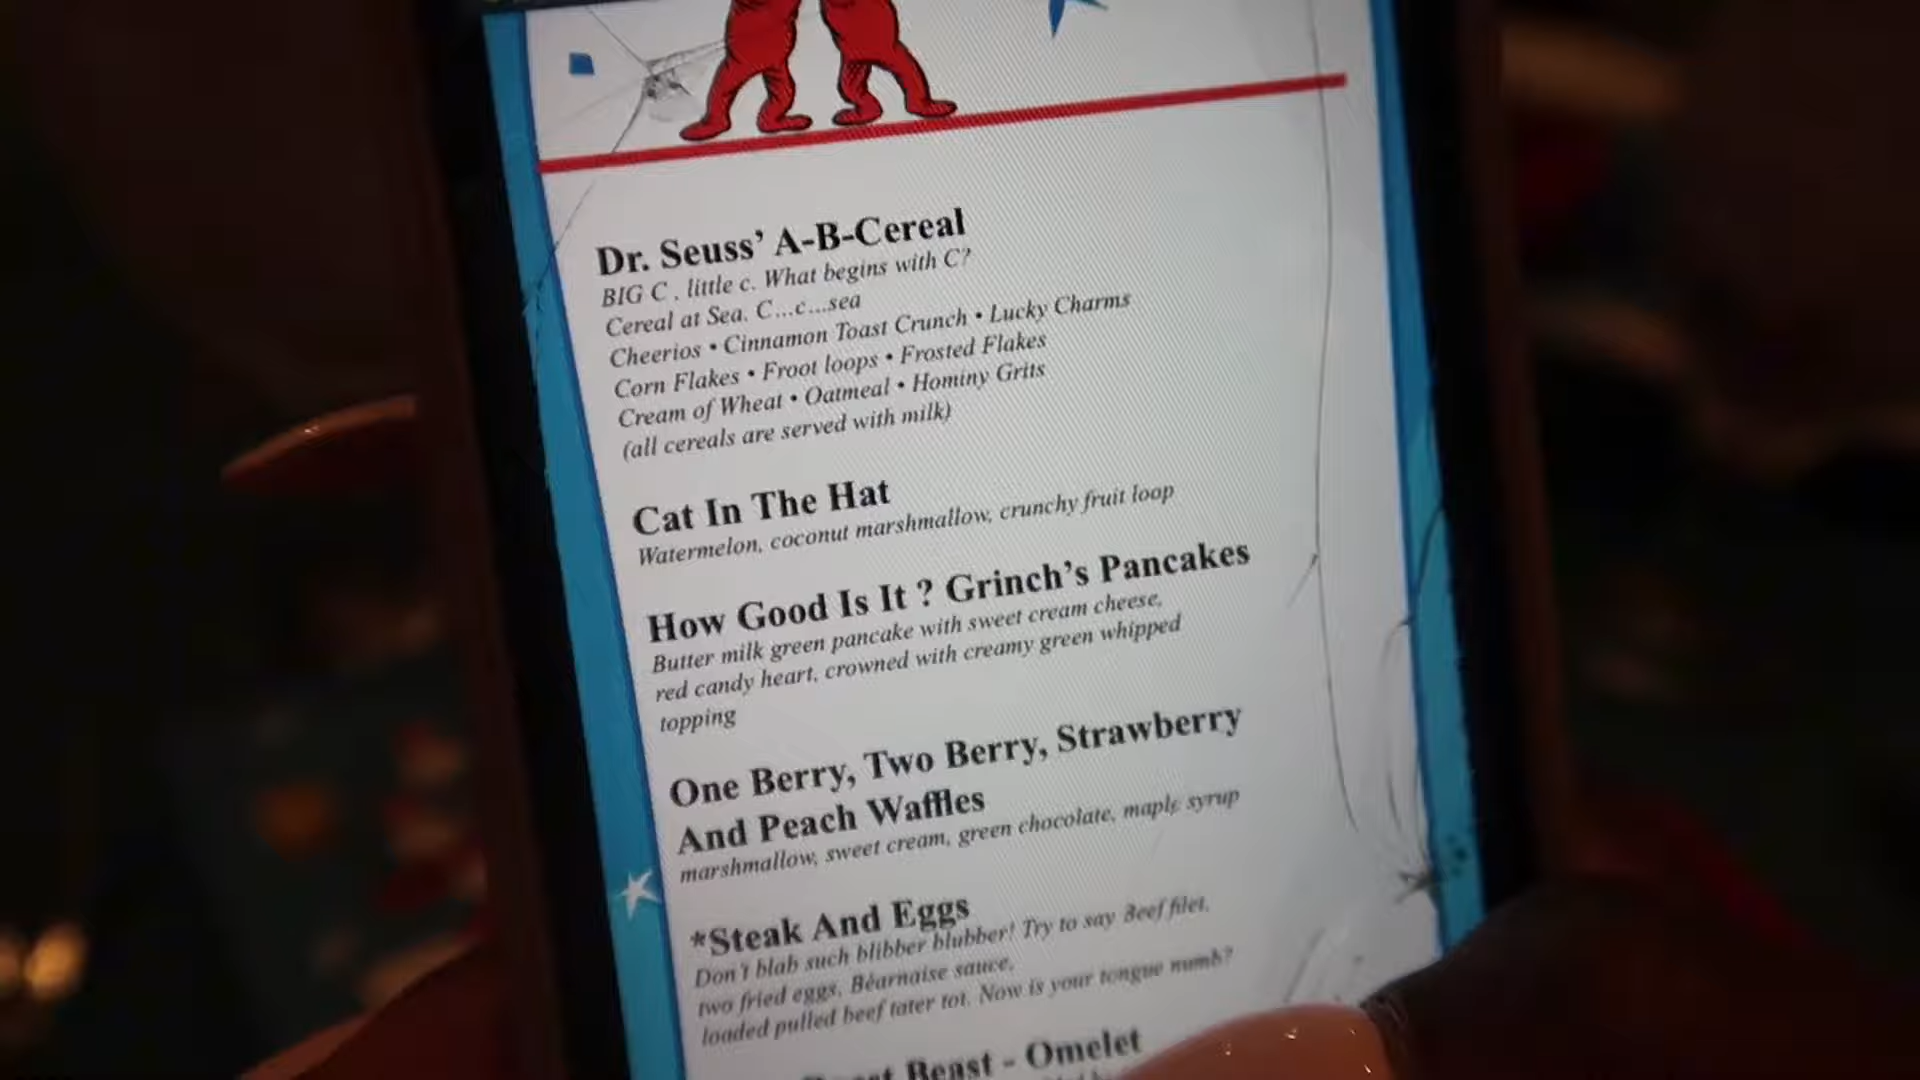 Dr. Seuss' A-B-Cereal
BIG C , little c. What begins with C?
Cereal at Sea. C...c...sea
Cheerios • Cinnamon Toast Crunch • Lucky Charms
Corn Flakes • Froot loops • Frosted Flakes
Cream of Wheat • Oatmeal • Hominy Grits
(all cereals are served with milk)
Cat In The Hat
Watermelon, coconut marshmallow, crunchy fruit loop
How Good Is It ? Grinch's Pancakes
Butter milk green pancake with sweet cream cheese,
red candy heart, crowned with creamy green whipped
topping
One Berry, Two Berry, Strawberry
And Peach Waffles
marshmallow, sweet cream, green chocolate, maple syrup
*Steak And Eggs
Don't blab such blibber blubber! Try to say Beef filet,
two fried eggs, Béarnaise sauce,
loaded pulled beef tater tot. Now is your tongue numb?
Beast - Omelet